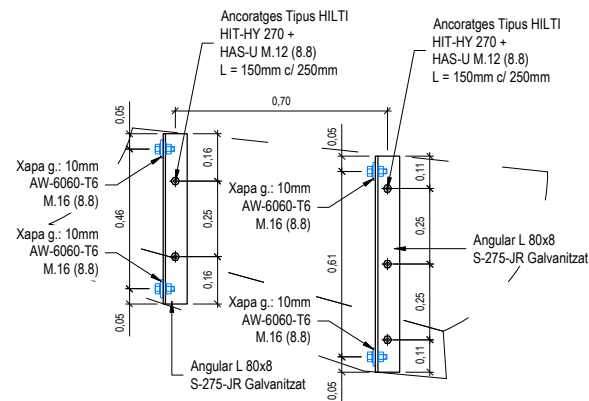 Ancoratges Tipus HILTI
HIT-HY 270 +
HAS-U M.12 (8.8)
L = 150mm c/ 250mm
Ancoratges Tipus HILTI
HIT-HY 270 +
HAS-U M.12 (8.8)
L = 150mm c/ 250mm
0,70
0,05
0,46
0,05
0,16
0,25
0,16
Xapa g.: 10mm
AW-6060-T6
M.16 (8.8)
Xapa g.: 10mm
AW-6060-T6
M.16 (8.8)
Angular L 80x8
S-275-JR Galvanitzat
0,05
0,61
0,05
0,11
0,25
0,25
0,11
Xapa g.: 10mm
AW-6060-T6
M.16 (8.8)
Xapa g.: 10mm
AW-6060-T6
M.16 (8.8)
Angular L 80x8
S-275-JR Galvanitzat